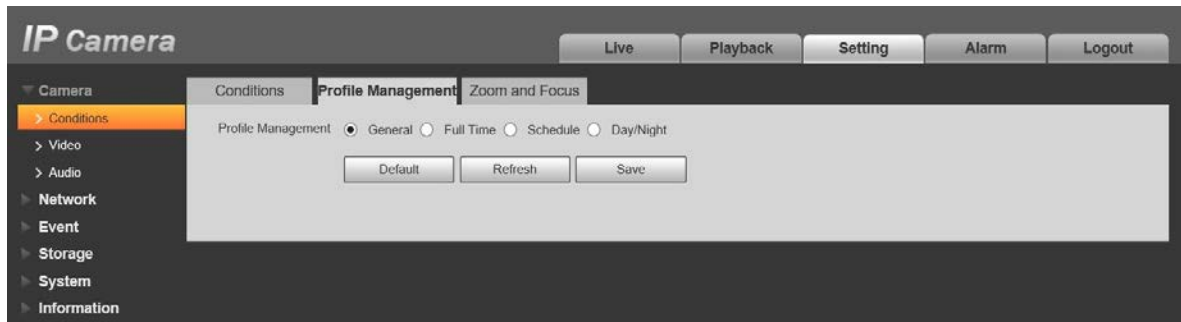 IP Camera
Live Playback Setting Alarm Logout
Camera
Conditions Profile Management Zoom and Focus
Conditions
Profile Management General Full Time Schedule Day/Night
Video
Audio
Default Refresh Save
Network
Event
Storage
System
Information